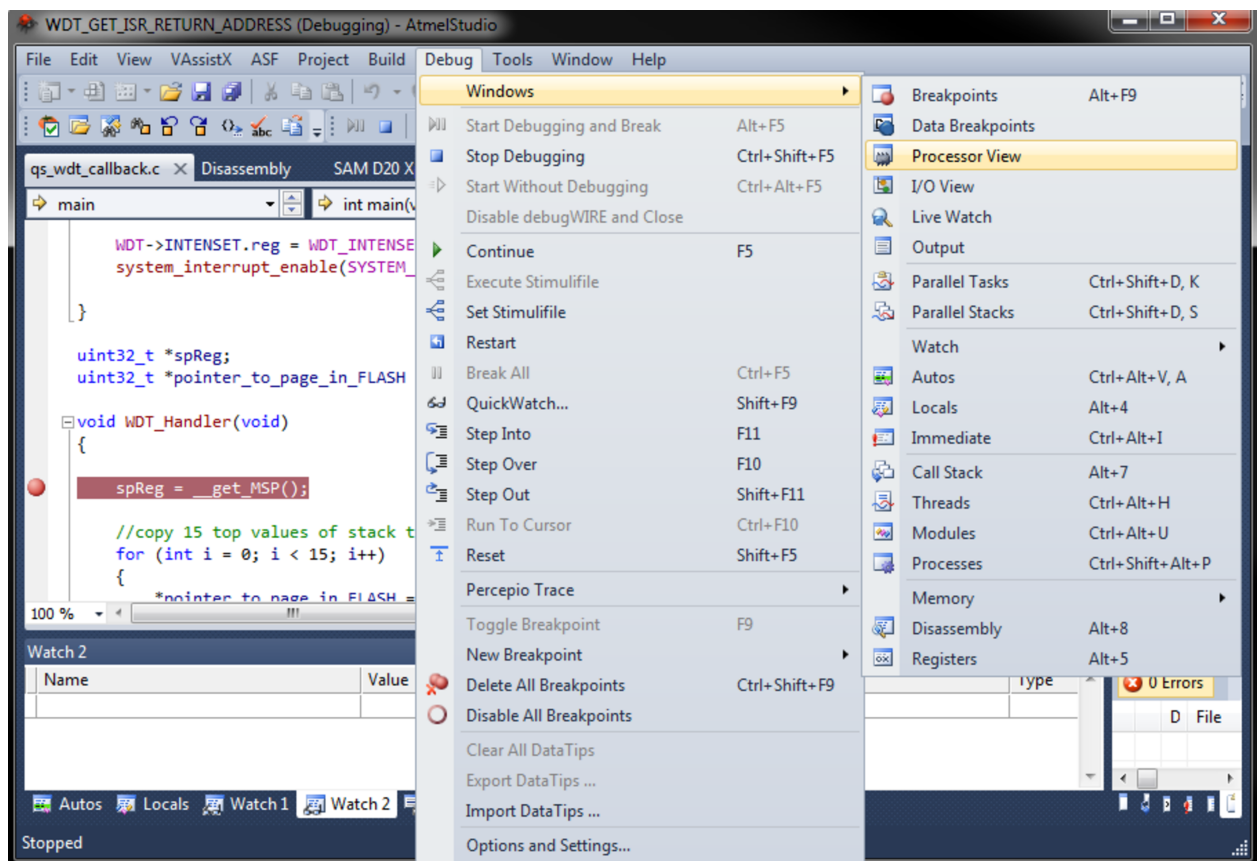 WDT_GET_ISR_RETURN_ADDRESS (Debugging) - AtmelStudio
File Edit View VAssistX ASF Project Build Debug Tools Window Help
qs_wdt_callback.c Disassembly SAM D20 X
main int main(v
WDT->INTENSET.reg = WDT_INTENSE
system_interrupt_enable(SYSTEM_
}
uint32_t *spReg;
uint32_t *pointer_to_page_in_FLASH
void WDT_Handler(void)
{
spReg = __get_MSP();
//copy 15 top values of stack t
for (int i = 0; i < 15; i++)
{
*pointer_to_page_in_FLASH =
100 %
Watch 2
Name Value Type
Autos Locals Watch 1 Watch 2
Stopped
Windows
Start Debugging and Break Alt+F5
Stop Debugging Ctrl+Shift+F5
Start Without Debugging Ctrl+Alt+F5
Disable debugWIRE and Close
Continue F5
Execute Stimulifile
Set Stimulifile
Restart
Break All Ctrl+F5
QuickWatch... Shift+F9
Step Into F11
Step Over F10
Step Out Shift+F11
Run To Cursor Ctrl+F10
Reset Shift+F5
Percepio Trace
Toggle Breakpoint F9
New Breakpoint
Delete All Breakpoints Ctrl+Shift+F9
Disable All Breakpoints
Clear All DataTips
Export DataTips ...
Import DataTips ...
Options and Settings...
Breakpoints Alt+F9
Data Breakpoints
Processor View
I/O View
Live Watch
Output
Parallel Tasks Ctrl+Shift+D, K
Parallel Stacks Ctrl+Shift+D, S
Watch
Autos Ctrl+Alt+V, A
Locals Alt+4
Immediate Ctrl+Alt+I
Call Stack Alt+7
Threads Ctrl+Alt+H
Modules Ctrl+Alt+U
Processes Ctrl+Shift+Alt+P
Memory
Disassembly Alt+8
Registers Alt+5
0 Errors
D File